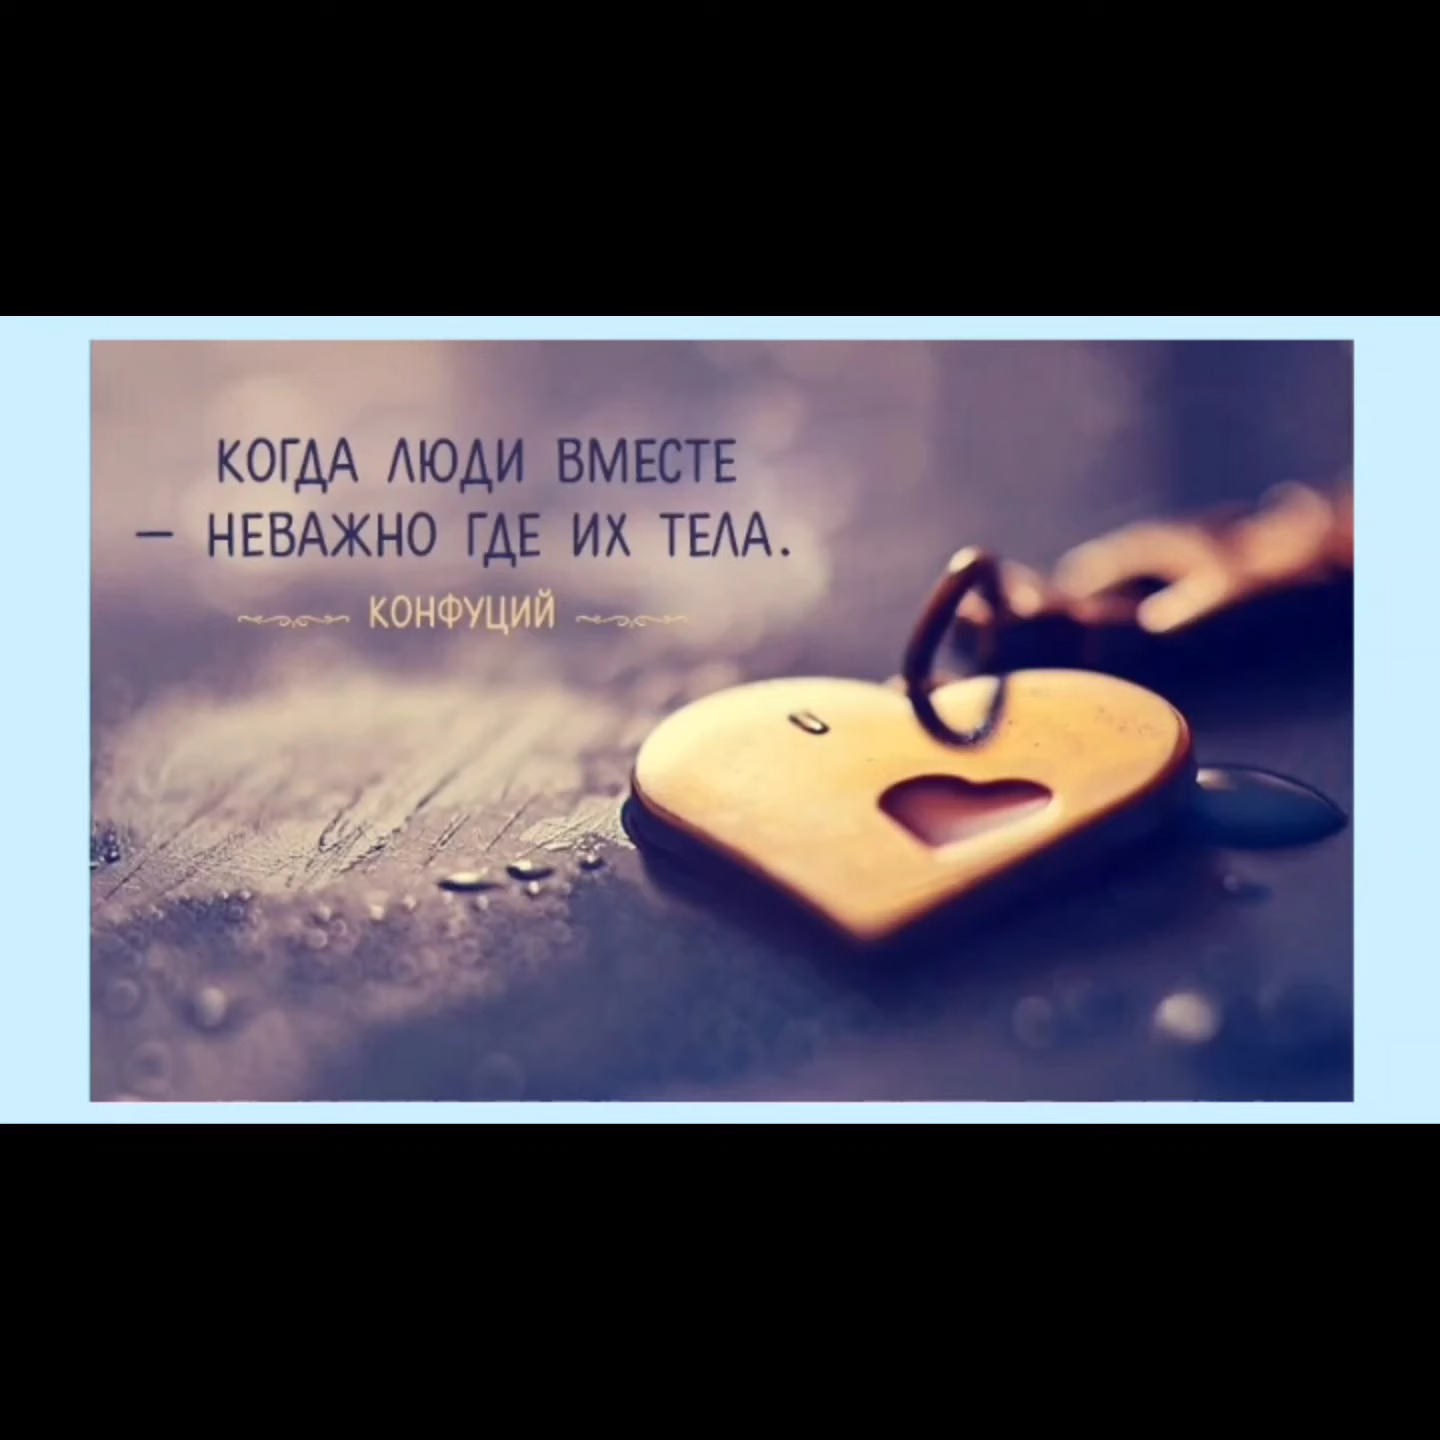 КОГДА ЛЮДИ ВМЕСТЕ
— НЕВАЖНО ГДЕ ИХ ТЕЛА.
КОНФУЦИЙ